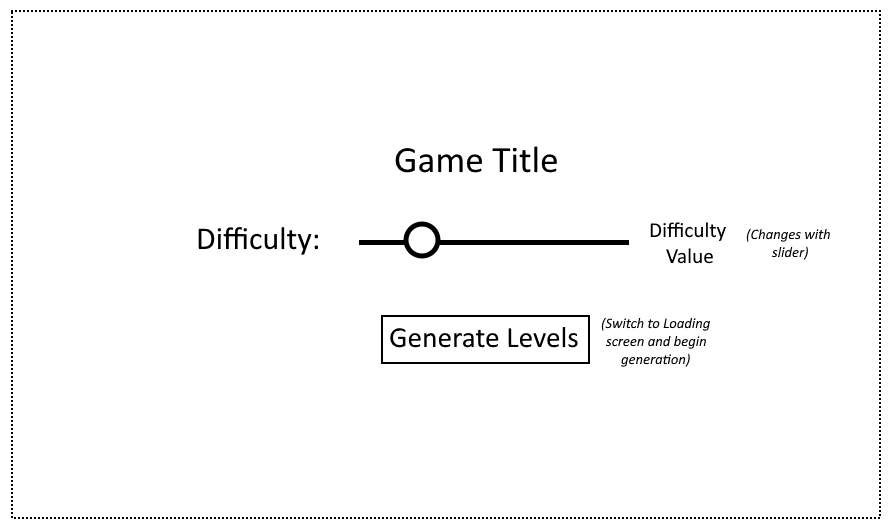 Game Title
Difficulty:
Difficulty
Value
(Changes with
slider)
Generate Levels
(Switch to Loading
screen and begin
generation)